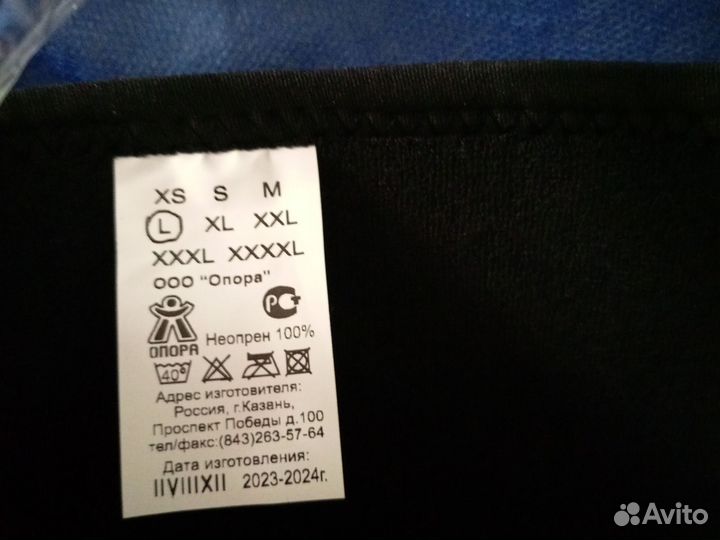 XS S M
L XL XXL
XXXL XXXXL
ООО "Опора"
РСТ
ОПОРА Неопрен 100%
40°
Адрес изготовителя:
Россия, г.Казань,
Проспект Победы д.100
тел/факс:(843)263-57-64
Дата изготовления:
IIVIIIXII 2023-2024г.
Avito